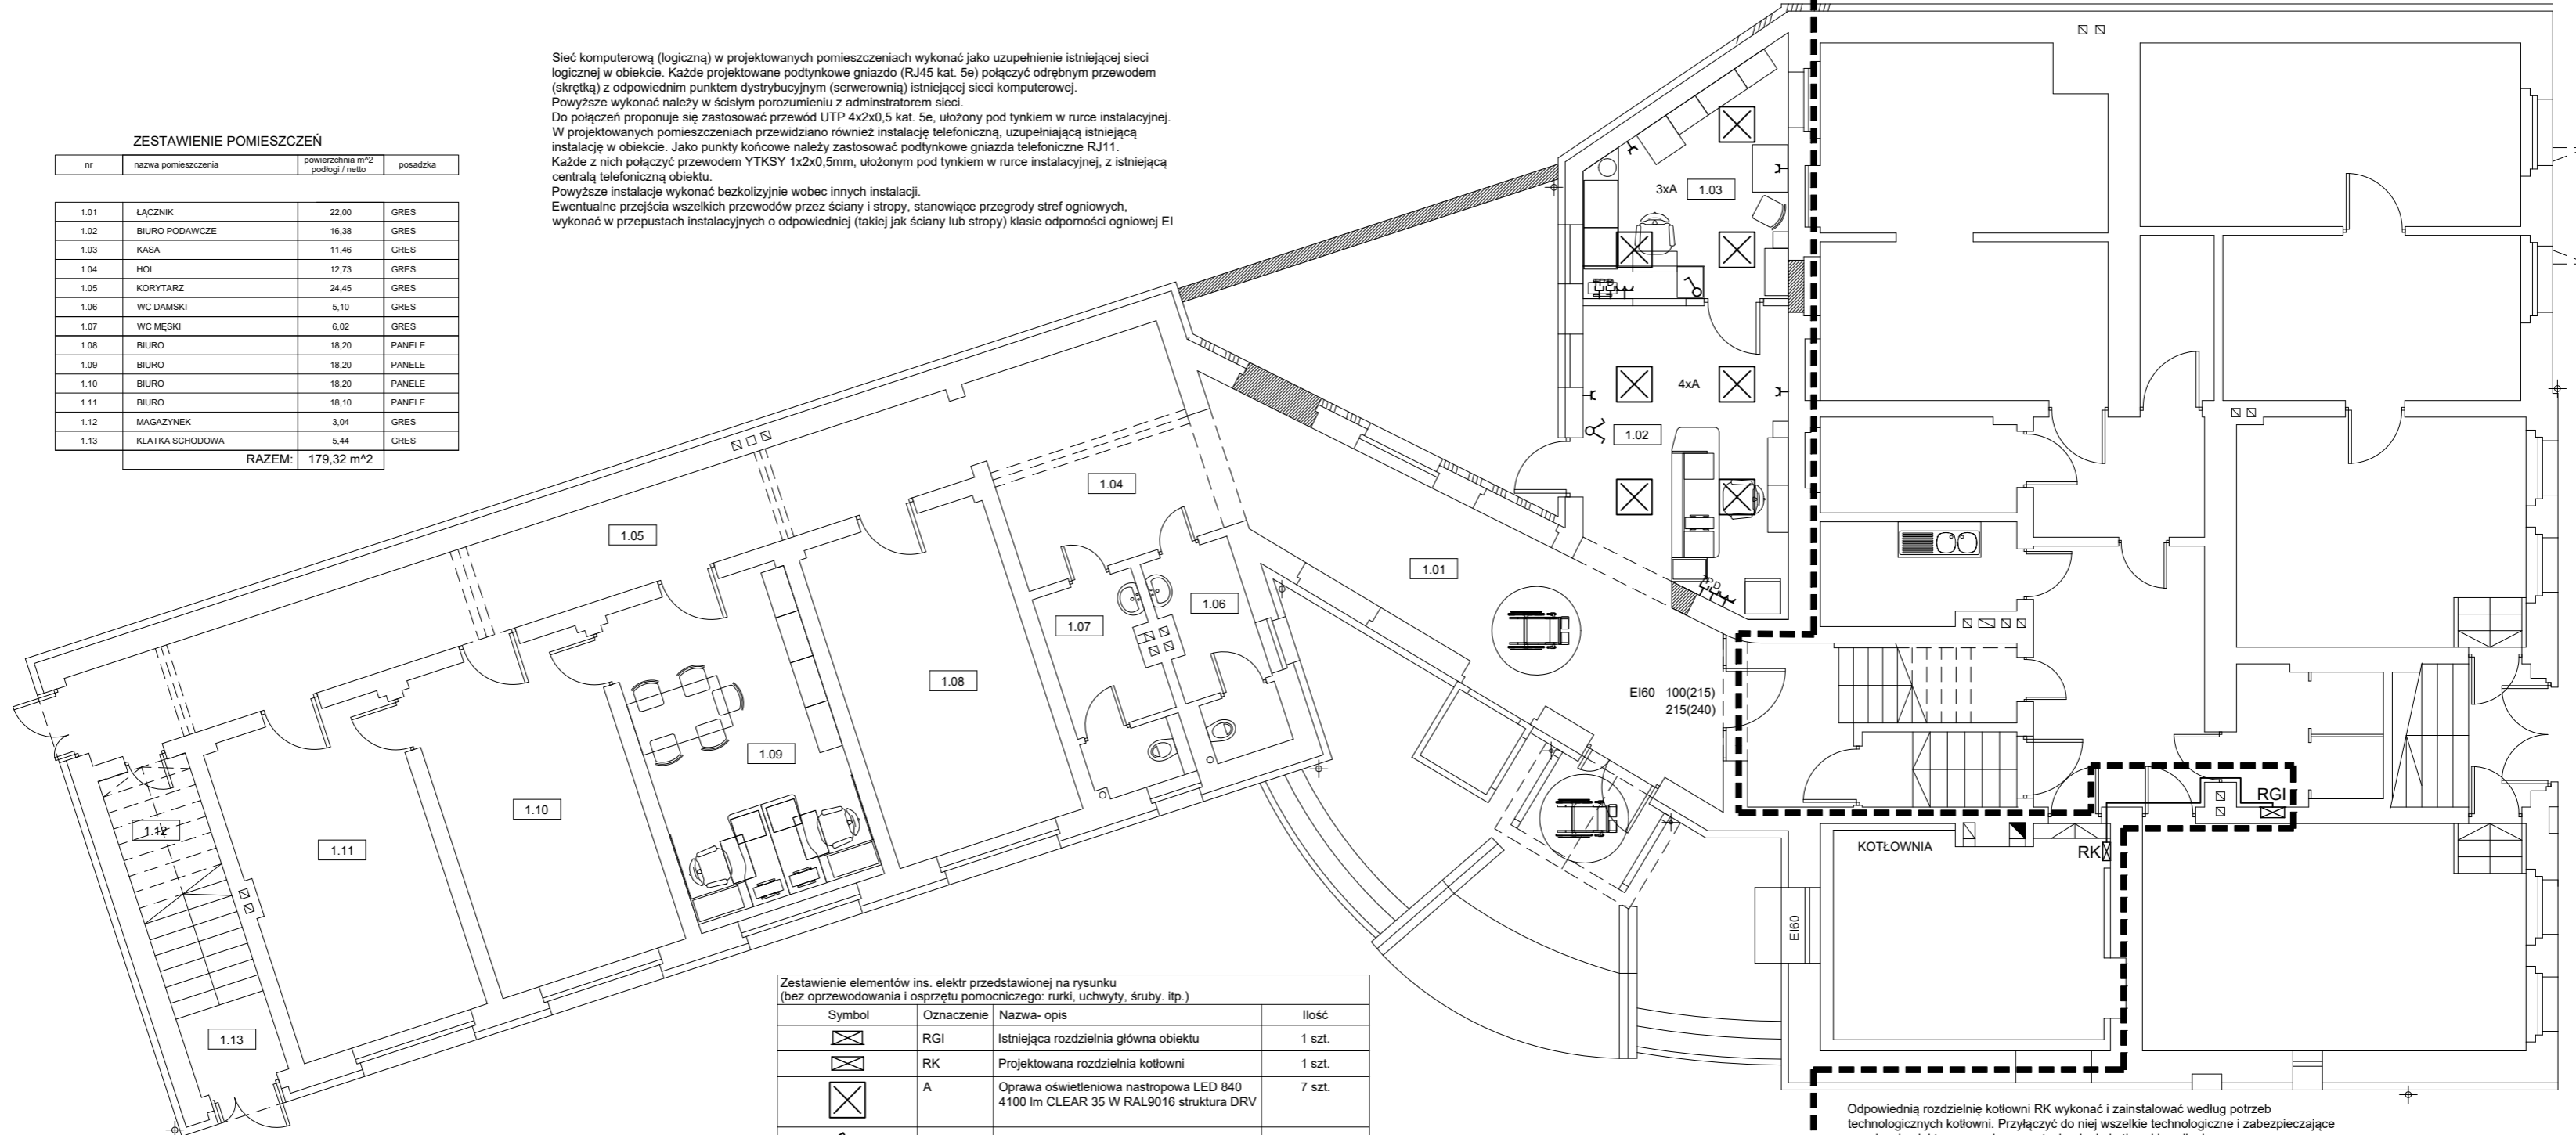 Sieć komputerową (logiczną) w projektowanych pomieszczeniach wykonać jako uzupełnienie istniejącej sieci
logicznej w obiekcie. Każde projektowane podtynkowe gniazdo (RJ45 kat. 5e) połączyć odrębnym przewodem
(skrętką) z odpowiednim punktem dystrybucyjnym (serwerownią) istniejącej sieci komputerowej.
Powyższe wykonać należy w ścisłym porozumieniu z adminstratorem sieci.
Do połączeń proponuje się zastosować przewód UTP 4x2x0,5 kat. 5e, ułożony pod tynkiem w rurce instalacyjnej.
W projektowanych pomieszczeniach przewidziano również instalację telefoniczną, uzupełniającą istniejącą
instalację w obiekcie. Jako punkty końcowe należy zastosować podtynkowe gniazda telefoniczne RJ11.
Każde z nich połączyć przewodem YTKSY 1x2x0,5mm, ułożonym pod tynkiem w rurce instalacyjnej, z istniejącą
centralą telefoniczną obiektu.
Powyższe instalacje wykonać bezkolizyjnie wobec innych instalacji.
Ewentualne przejścia wszelkich przewodów przez ściany i stropy, stanowiące przegrody stref ogniowych,
wykonać w przepustach instalacyjnych o odpowiedniej (takiej jak ściany lub stropy) klasie odporności ogniowej EI
ZESTAWIENIE POMIESZCZEŃ
nr nazwa pomieszczenia powierzchnia m^2 posadzka
podłogi / netto
1.01 ŁĄCZNIK 22,00 GRES
1.02 BIURO PODAWCZE 16,38 GRES
1.03 KASA 11,46 GRES
1.04 HOL 12,73 GRES
1.05 KORYTARZ 24,45 GRES
1.06 WC DAMSKI 5,10 GRES
1.07 WC MĘSKI 6,02 GRES
1.08 BIURO 18,20 PANELE
1.09 BIURO 18,20 PANELE
1.10 BIURO 18,20 PANELE
1.11 BIURO 18,10 PANELE
1.12 MAGAZYNEK 3,04 GRES
1.13 KLATKA SCHODOWA 5,44 GRES
RAZEM: 179,32 m^2
3xA 1.03
4xA
1.02
1.04
1.05
1.01
1.06
1.07
1.08
EI60 100(215)
215(240)
1.09
1.10
1.12
1.11
RGI
KOTŁOWNIA
RK
EI60
1.13
Zestawienie elementów ins. elektr przedstawionej na rysunku
(bez oprzewodowania i osprzętu pomocniczego: rurki, uchwyty, śruby. itp.)
Symbol Oznaczenie Nazwa- opis Ilość
RGI Istniejąca rozdzielnia główna obiektu 1 szt.
RK Projektowana rozdzielnia kotłowni 1 szt.
A Oprawa oświetleniowa nastropowa LED 840 7 szt.
4100 lm CLEAR 35 W RAL9016 struktura DRV
Odpowiednią rozdzielnię kotłowni RK wykonać i zainstalować według potrzeb
technologicznych kotłowni. Przyłączyć do niej wszelkie technologiczne i zabezpieczające